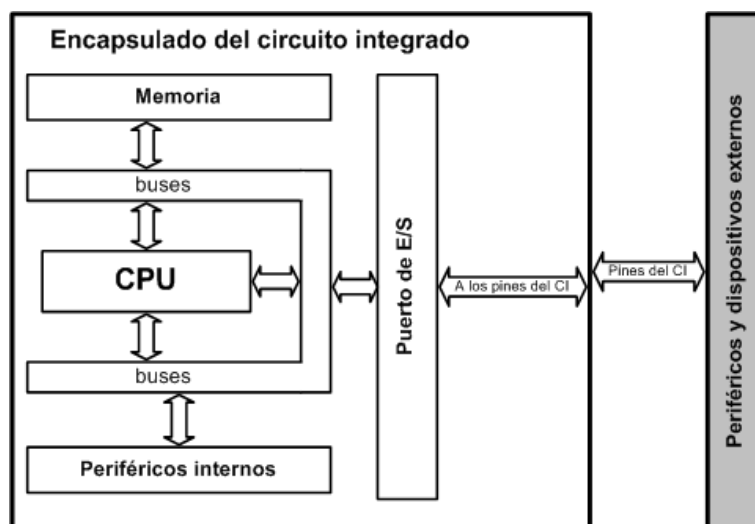 Encapsulado del circuito integrado
Memoria
buses
CPU
buses
Periféricos internos
Puerto de E/S
A los pines del CI
Pines del CI
Periféricos y dispositivos externos